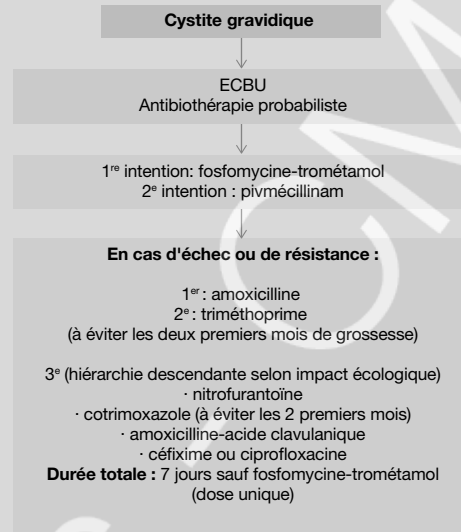 Cystite gravidique
ECBU
Antibiothérapie probabiliste
1re intention: fosfomycine-trométamol
2e intention : pivmécillinam
En cas d'échec ou de résistance :
1er : amoxicilline
2e : triméthoprime
(à éviter les deux premiers mois de grossesse)
3e (hiérarchie descendante selon impact écologique)
· nitrofurantoïne
· cotrimoxazole (à éviter les 2 premiers mois)
· amoxicilline-acide clavulanique
· céfixime ou ciprofloxacine
Durée totale : 7 jours sauf fosfomycine-trométamol
(dose unique)